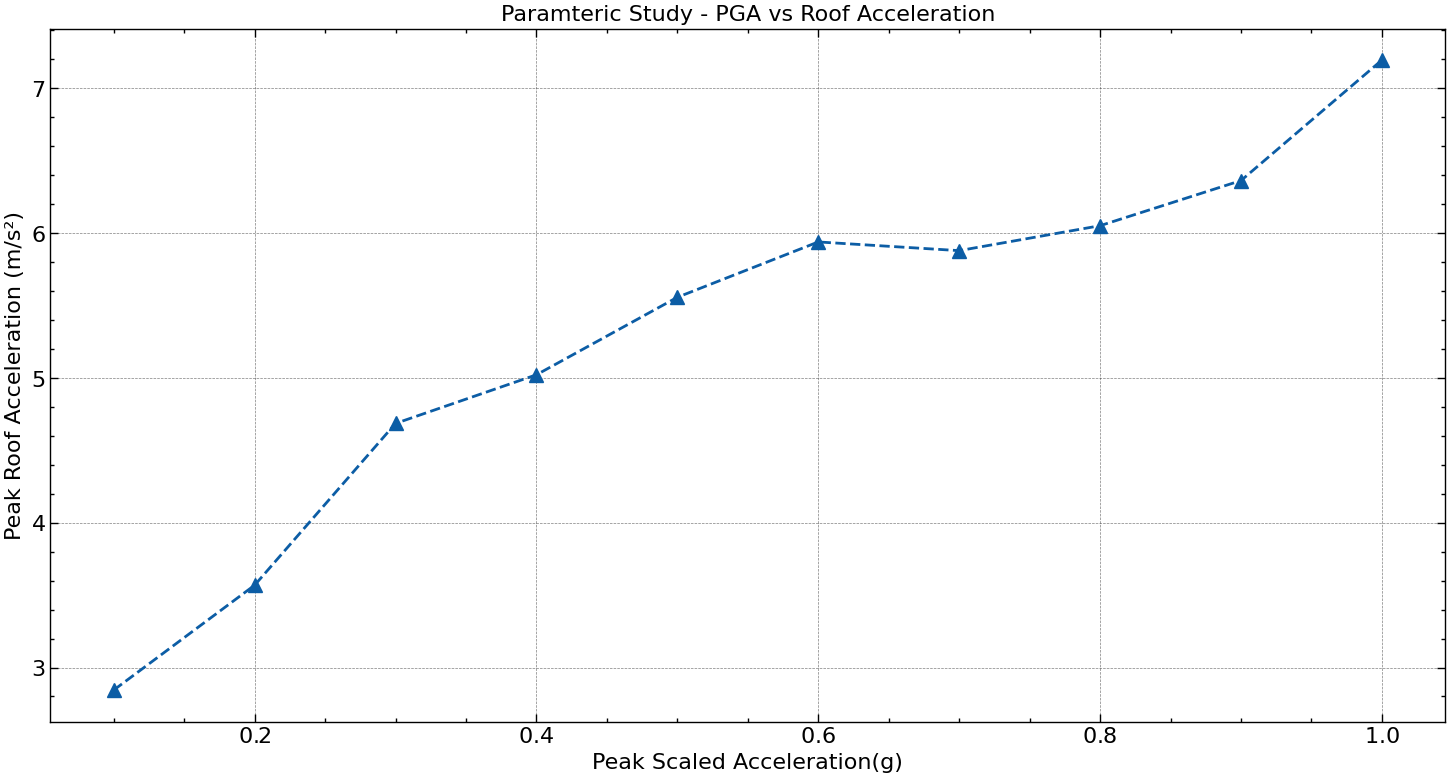 Paramteric Study - PGA vs Roof Acceleration
Peak Roof Acceleration (m/s²)
7
6
5
4
3
0.2 0.4 0.6 0.8 1.0
Peak Scaled Acceleration(g)